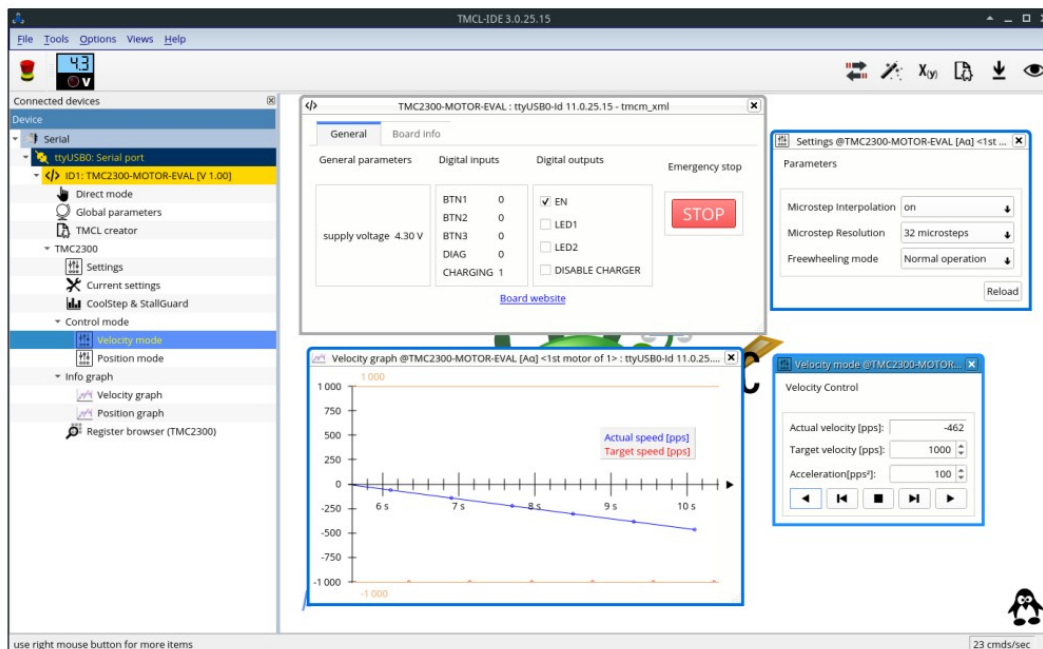 TMCL-IDE 3.0.25.15
File Tools Options Views Help
4.3
V
X(y)
Connected devices
Device
Serial
ttyUSB0: Serial port
ID1: TMC2300-MOTOR-EVAL [V 1.00]
Direct mode
Global parameters
TMCL creator
TMC2300
Settings
Current settings
CoolStep & StallGuard
Control mode
Velocity mode
Position mode
Info graph
Velocity graph
Position graph
Register browser (TMC2300)
TMC2300-MOTOR-EVAL : ttyUSB0-Id 11.0.25.15 - tmcm_xml
General Board info
General parameters Digital inputs Digital outputs Emergency stop
supply voltage 4.30 V
BTN1 0
BTN2 0
BTN3 0
DIAG 0
CHARGING 1
EN
LED1
LED2
DISABLE CHARGER
STOP
Board website
Settings @TMC2300-MOTOR-EVAL [Aα] <1st ...
Parameters
Microstep Interpolation on
Microstep Resolution 32 microsteps
Freewheeling mode Normal operation
Reload
Velocity graph @TMC2300-MOTOR-EVAL [Aα] <1st motor of 1> : ttyUSB0-Id 11.0.25....
1 000
1 000
750
500
250
0
-250
-500
-750
-1 000
-1 000
Actual speed [pps]
Target speed [pps]
6 s 7 s 8 s 9 s 10 s
C
Velocity mode @TMC2300-MOTOR...
Velocity Control
Actual velocity [pps]: -462
Target velocity [pps]: 1000
Acceleration[pps²]: 100
use right mouse button for more items
23 cmds/sec